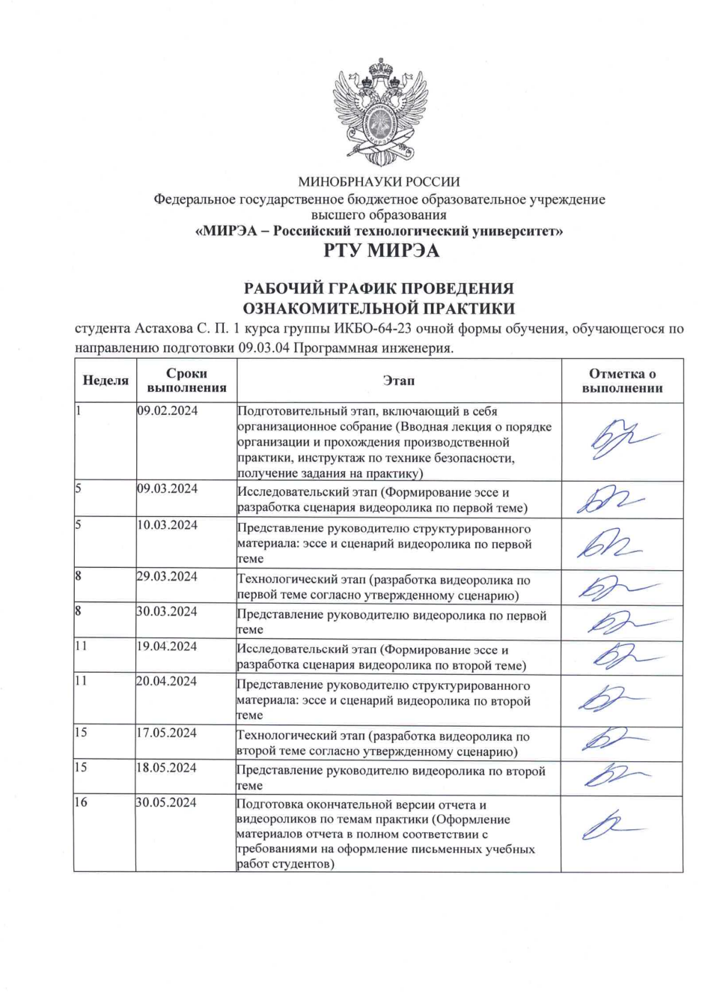 МИНОБРНАУКИ РОССИИ
Федеральное государственное бюджетное образовательное учреждение
высшего образования
«МИРЭА – Российский технологический университет»
РТУ МИРЭА
РАБОЧИЙ ГРАФИК ПРОВЕДЕНИЯ
ОЗНАКОМИТЕЛЬНОЙ ПРАКТИКИ
студента Астахова С. П. 1 курса группы ИКБО-64-23 очной формы обучения, обучающегося по
направлению подготовки 09.03.04 Программная инженерия.
Неделя
Сроки
выполнения
Этап
Отметка о
выполнении
1
09.02.2024
Подготовительный этап, включающий в себя
организационное собрание (Вводная лекция о порядке
организации и прохождения производственной
практики, инструктаж по технике безопасности,
получение задания на практику)
5
09.03.2024
Исследовательский этап (Формирование эссе и
разработка сценария видеоролика по первой теме)
5
10.03.2024
Представление руководителю структурированного
материала: эссе и сценарий видеоролика по первой
теме
8
29.03.2024
Технологический этап (разработка видеоролика по
первой теме согласно утвержденному сценарию)
8
30.03.2024
Представление руководителю видеоролика по первой
теме
11
19.04.2024
Исследовательский этап (Формирование эссе и
разработка сценария видеоролика по второй теме)
11
20.04.2024
Представление руководителю структурированного
материала: эссе и сценарий видеоролика по второй
теме
15
17.05.2024
Технологический этап (разработка видеоролика по
второй теме согласно утвержденному сценарию)
15
18.05.2024
Представление руководителю видеоролика по второй
теме
16
30.05.2024
Подготовка окончательной версии отчета и
видеороликов по темам практики (Оформление
материалов отчета в полном соответствии с
требованиями на оформление письменных учебных
работ студентов)